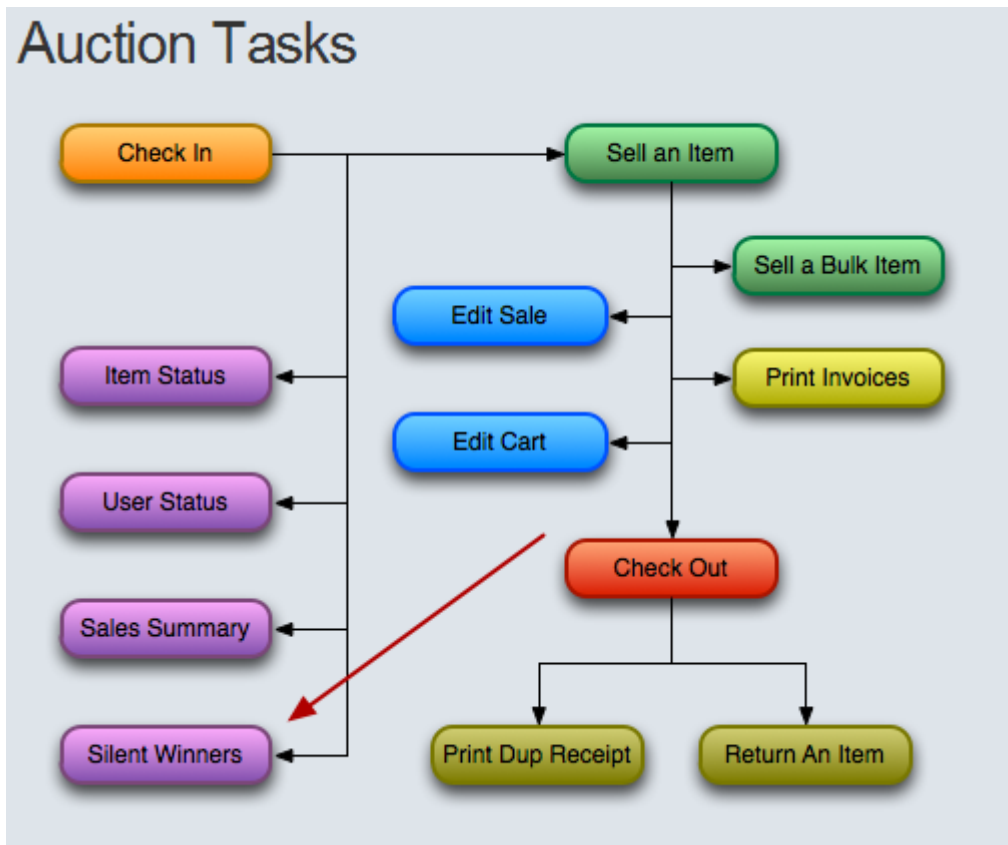 Auction Tasks
Check In
Sell an Item
Sell a Bulk Item
Edit Sale
Item Status
Print Invoices
Edit Cart
User Status
Check Out
Sales Summary
Silent Winners
Print Dup Receipt
Return An Item